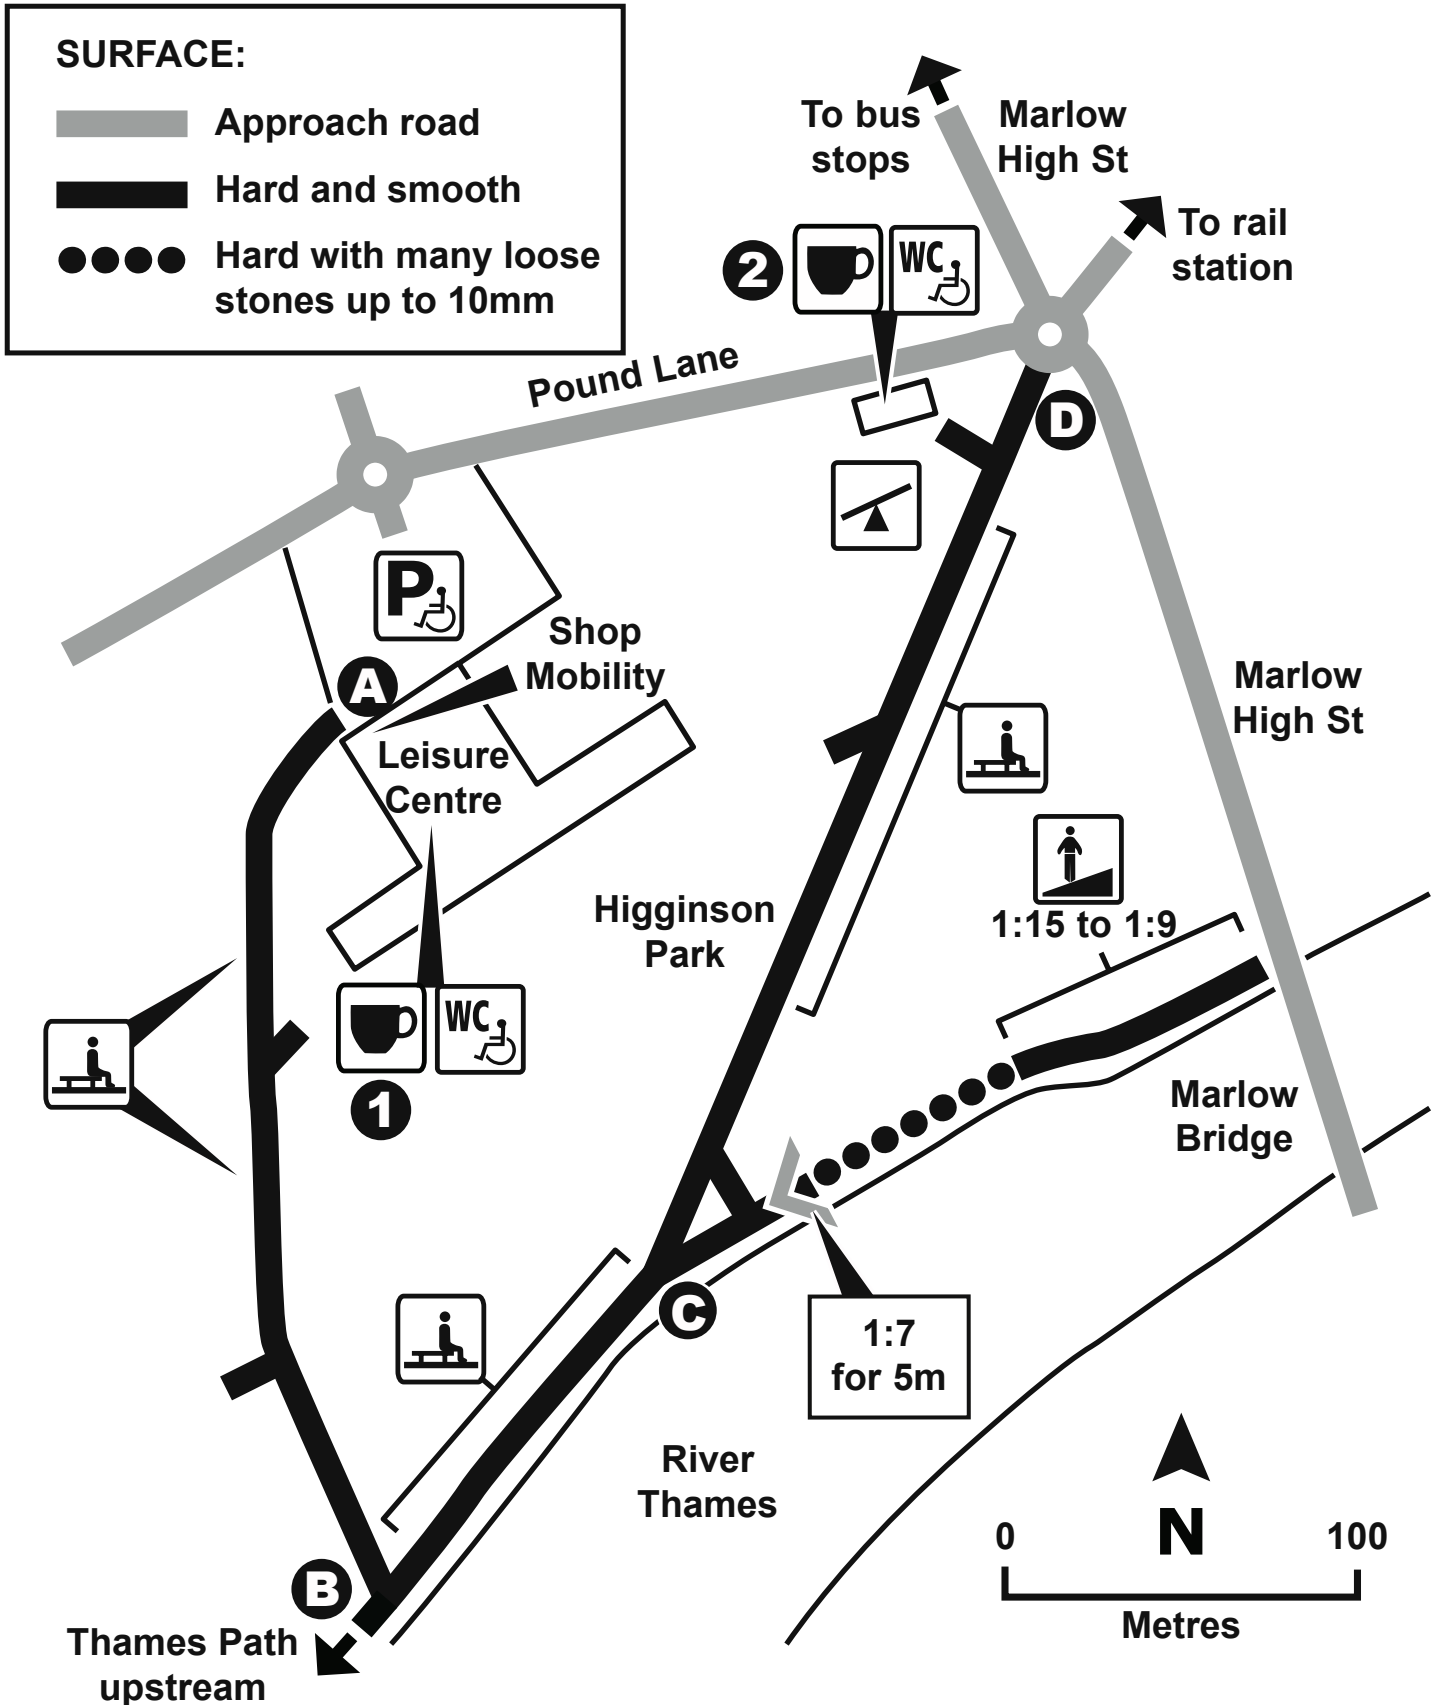 SURFACE:
Approach road
Hard and smooth
Hard with many loose
stones up to 10mm
To bus
stops
Marlow
High St
To rail
station
2
WC
Pound Lane
D
P
A
Shop
Mobility
Leisure
Centre
Marlow
High St
Higginson
Park
1:15 to 1:9
WC
1
Marlow
Bridge
C
1:7
for 5m
River
Thames
N
0
100
Metres
B
Thames Path
upstream